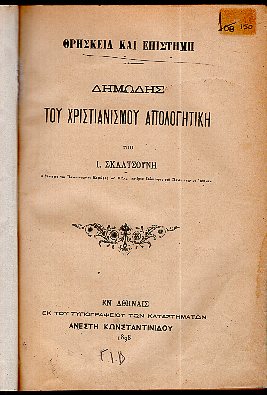 ΘΡΗΣΚΕΙΑ ΚΑΙ ΕΠΙΣΤΗΜΗ
ΔΗΜΩΔΗΣ
ΤΟΥ ΧΡΙΣΤΙΑΝΙΣΜΟΥ ΑΠΟΛΟΓΗΤΙΚΗ
ΥΠΟ
Ι. ΣΚΑΛΤΣΟΥΝΗ
ΕΝ ΑΘΗΝΑΙΣ
ΕΚ ΤΟΥ ΤΥΠΟΓΡΑΦΕΙΟΥ ΤΩΝ ΚΑΤΑΣΤΗΜΑΤΩΝ
ΑΝΕΣΤΗ ΚΩΝΣΤΑΝΤΙΝΙΔΟΥ
1898